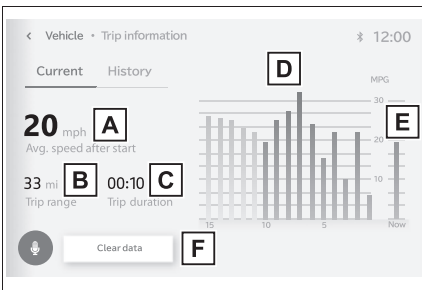 < Vehicle • Trip information
12:00
Current History
D
MPG
20 mph A
Avg. speed after start
30
E
20
33 mi B 00:10 C
Trip range Trip duration
10
15 10 5 Now
Clear data F